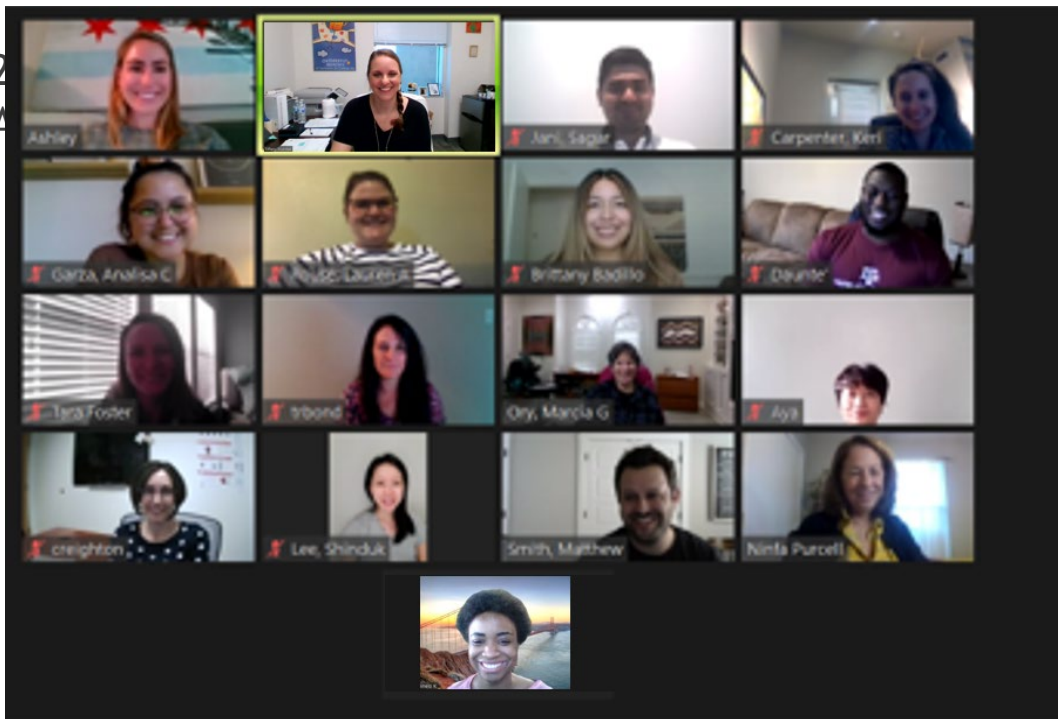 Ashley
Jani, Sagar
Carpenter, Keri
Garza, Analisa C
Lauren A
Brittany Badillo
Daunte'
Tara Foster
trbond
Ory, Marcia G
Aya
creighton
Lee, Shinduk
Smith, Matthew
Ninfa Purcell